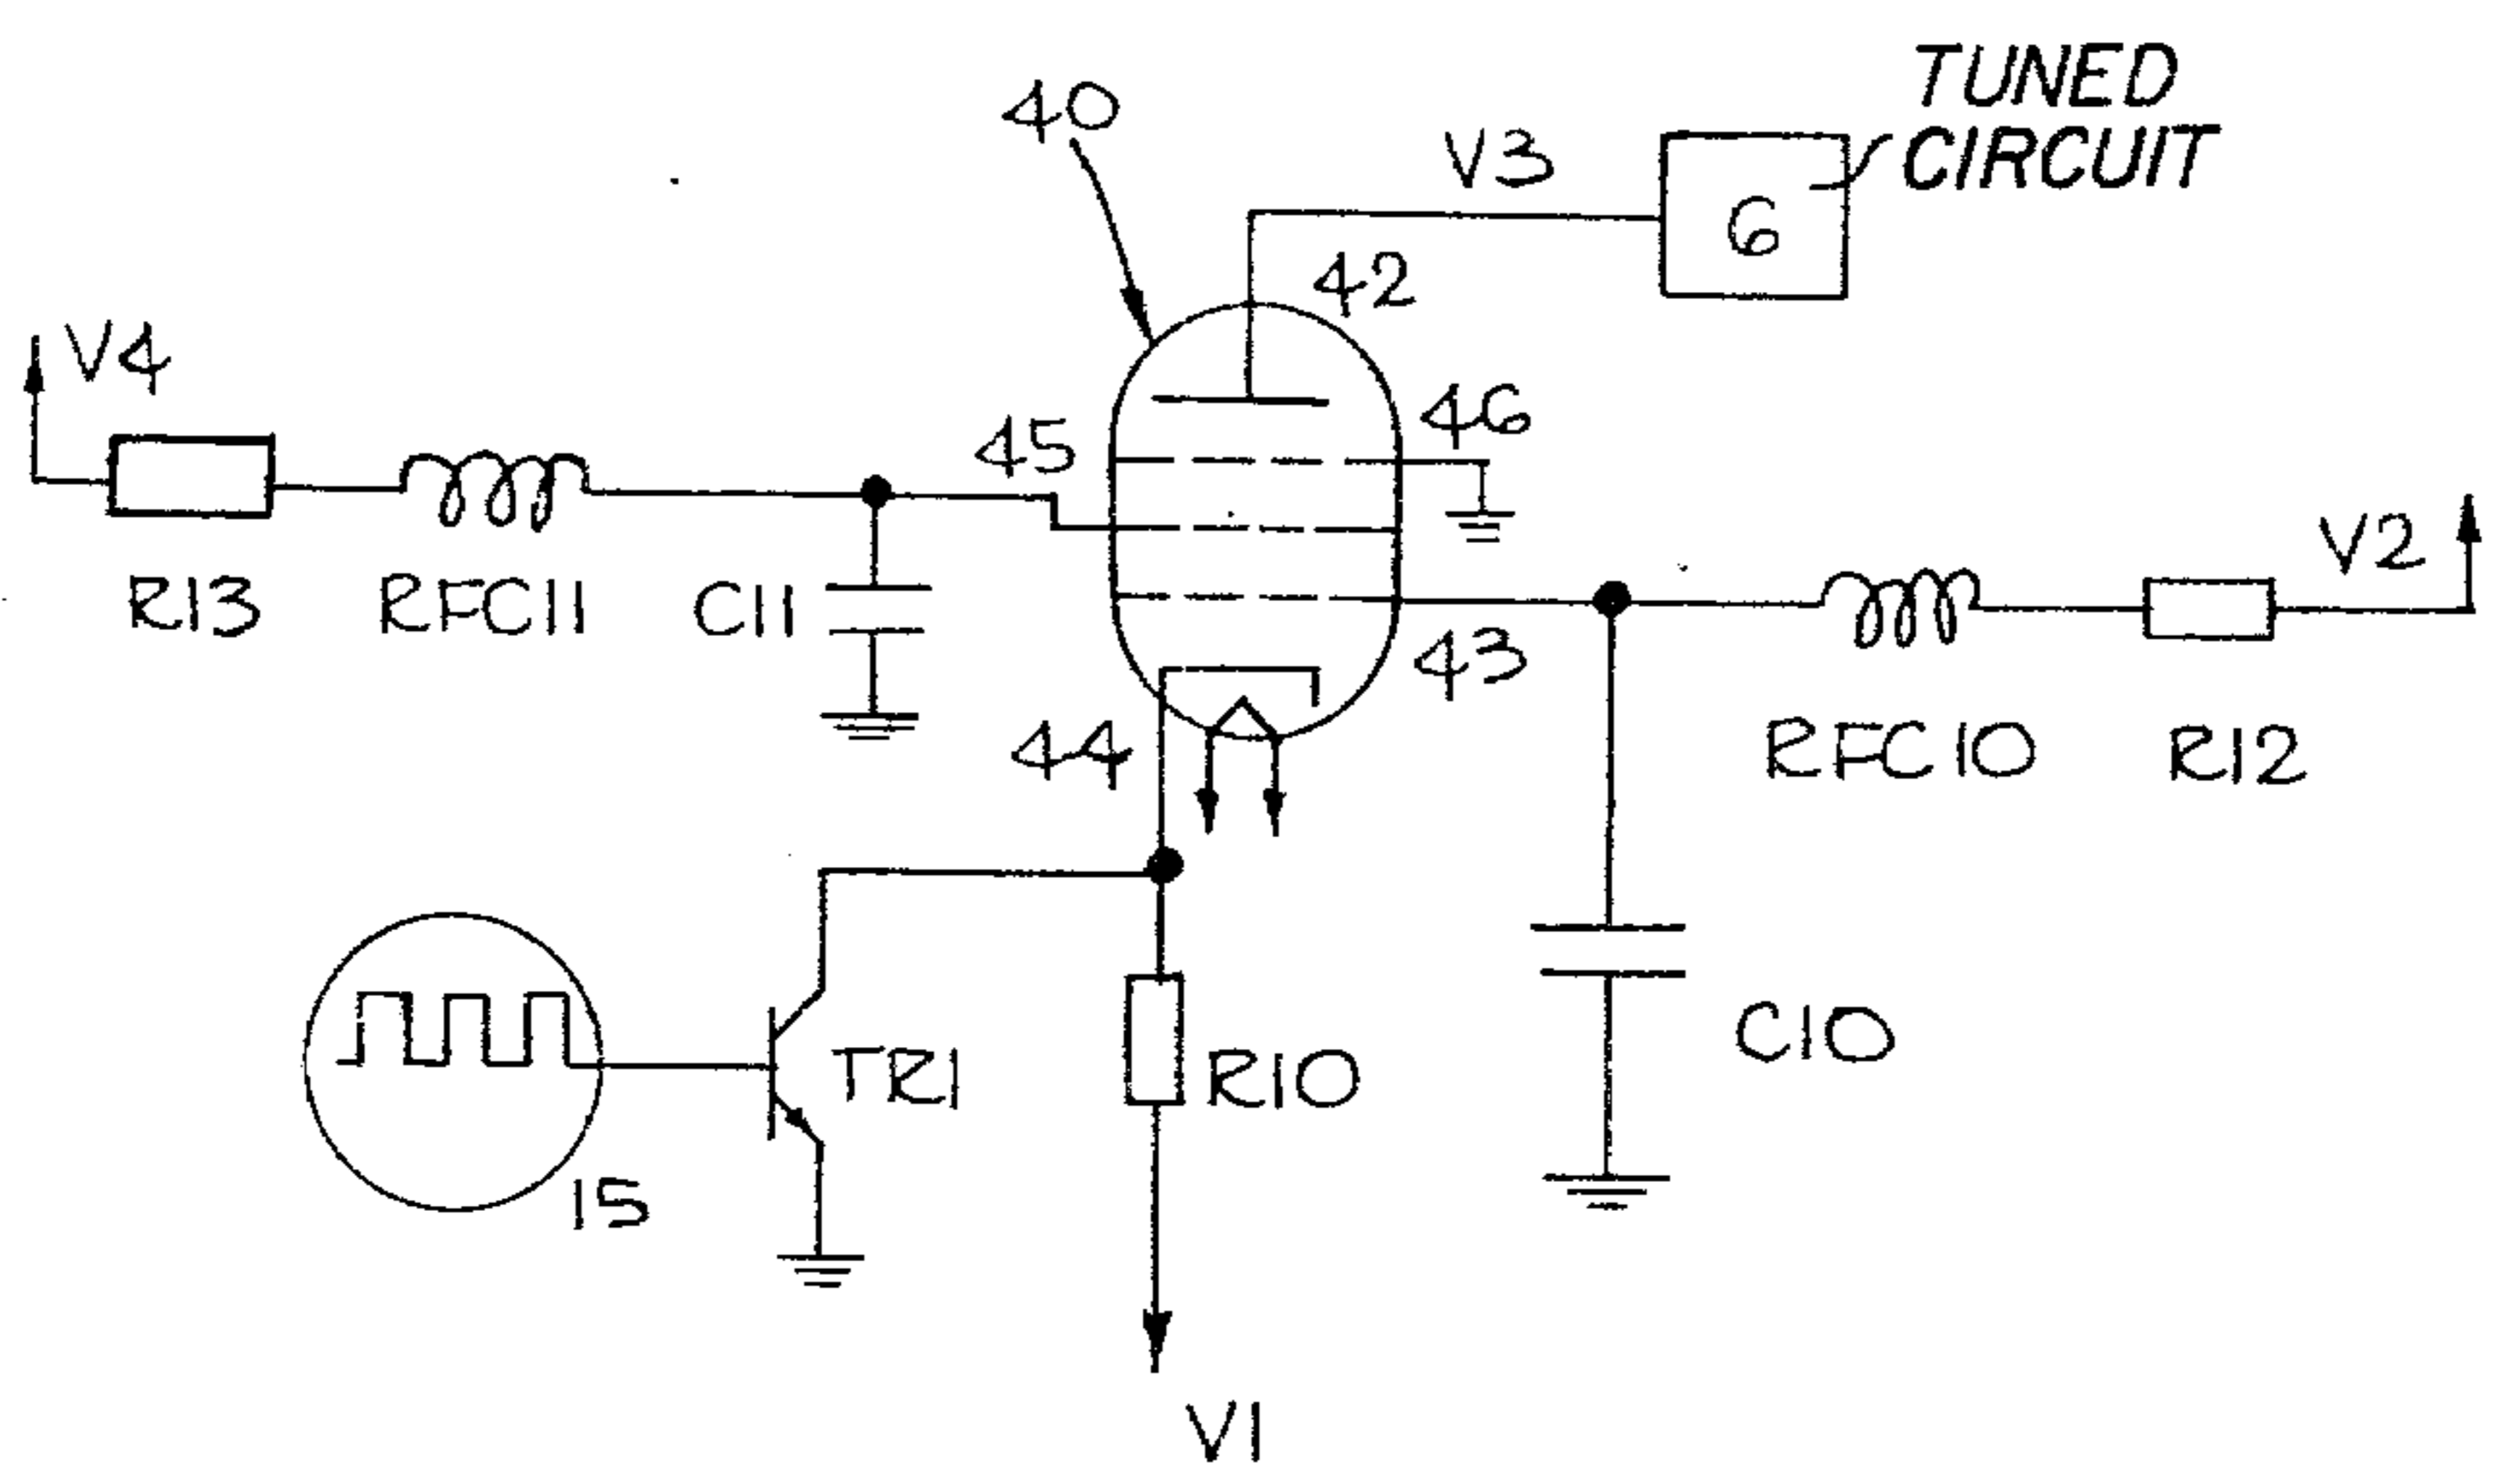 TUNED
CIRCUIT
40
V3
6
42
V4
46
45
V2
R13
RFC11
C11
43
44
RFC10
R12
C10
TR1
R10
15
V1